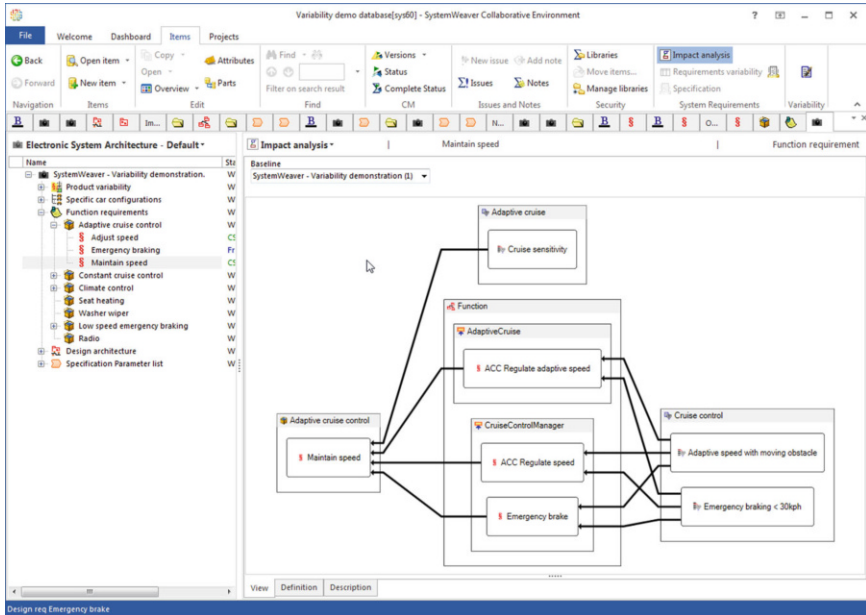 Variability demo database[sys60] - SystemWeaver Collaborative Environment
File Welcome Dashboard Items Projects
Back Open item Copy Attributes Find Versions New issue Add note Libraries Impact analysis
Forward New item Open Parts Status Issues Notes Move items... Requirements variability
Overview Filter on search result Complete Status Manage libraries Specification
Navigation Items Edit Find CM Issues and Notes Security System Requirements Variability
B Im... B N... B § B § O... §
Electronic System Architecture - Default
Impact analysis | Maintain speed | Function requirement
Name Sta
SystemWeaver - Variability demonstration. W
Product variability W
Specific car configurations W
Function requirements W
Adaptive cruise control W
§ Adjust speed CS
§ Emergency braking Fr
§ Maintain speed CS
Constant cruise control W
Climate control W
Seat heating W
Washer wiper W
Low speed emergency braking W
Radio W
Design architecture W
Specification Parameter list W
Baseline
SystemWeaver - Variability demonstration (1)
Adaptive cruise
Cruise sensitivity
Function
AdaptiveCruise
§ ACC Regulate adaptive speed
Adaptive cruise control
§ Maintain speed
CruiseControlManager
§ ACC Regulate speed
§ Emergency brake
Cruise control
Adaptive speed with moving obstacle
Emergency braking < 30kph
View Definition Description
Design req Emergency brake